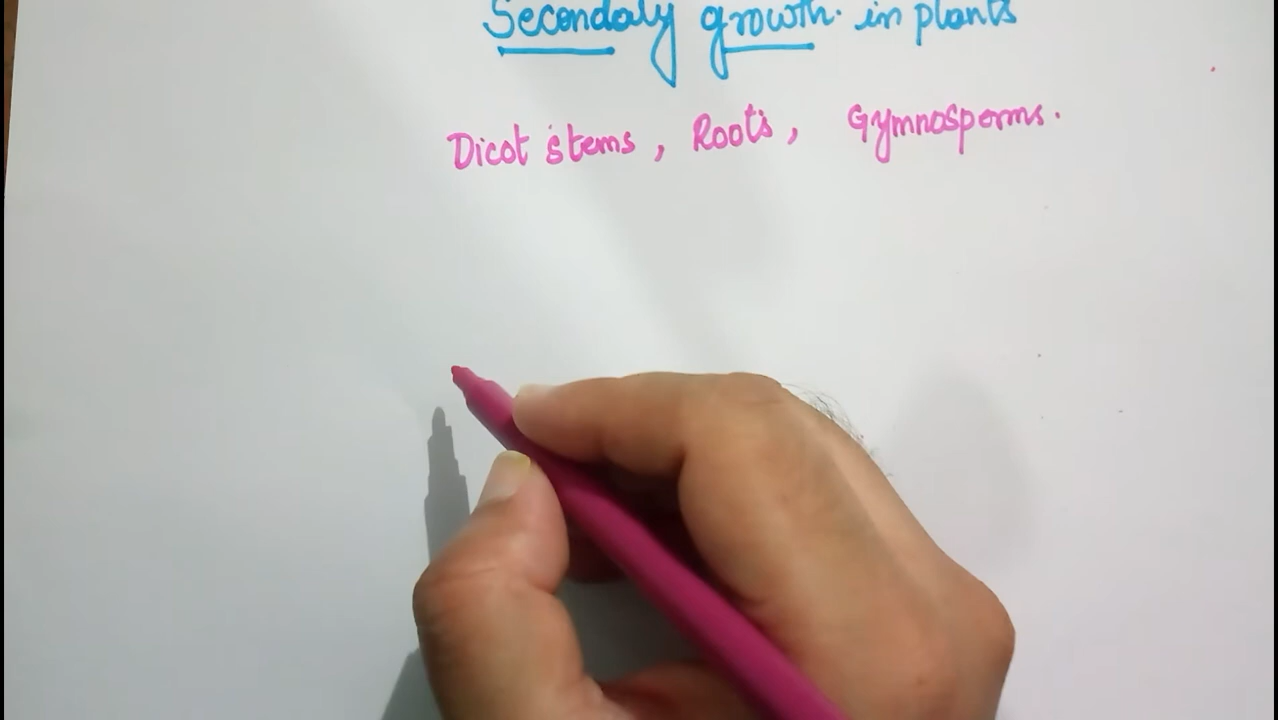 Secondary growth. in plants
Dicot stems, Roots, Gymnosperms.